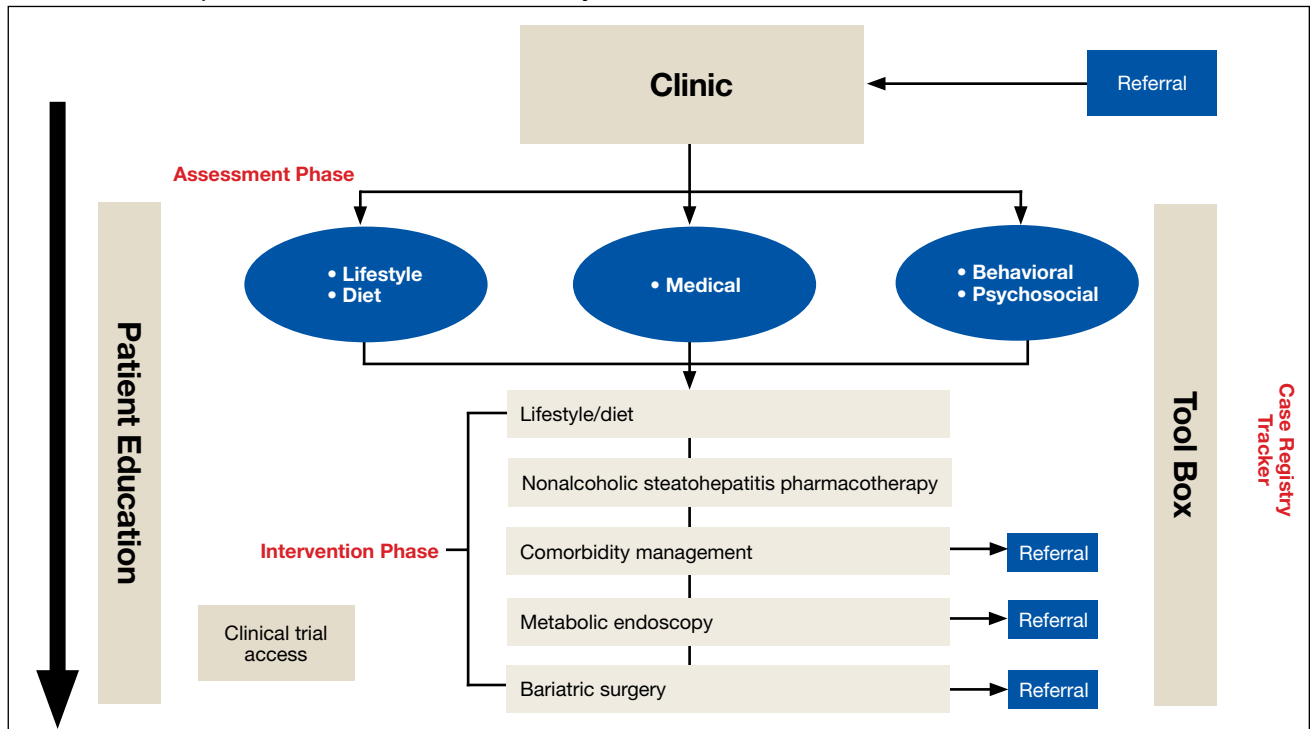 Clinic
Referral
Assessment Phase
• Lifestyle
• Diet
• Medical
• Behavioral
• Psychosocial
Patient Education
Tool Box
Case Registry
Tracker
Lifestyle/diet
Nonalcoholic steatohepatitis pharmacotherapy
Intervention Phase
Comorbidity management
Referral
Metabolic endoscopy
Referral
Clinical trial
access
Bariatric surgery
Referral